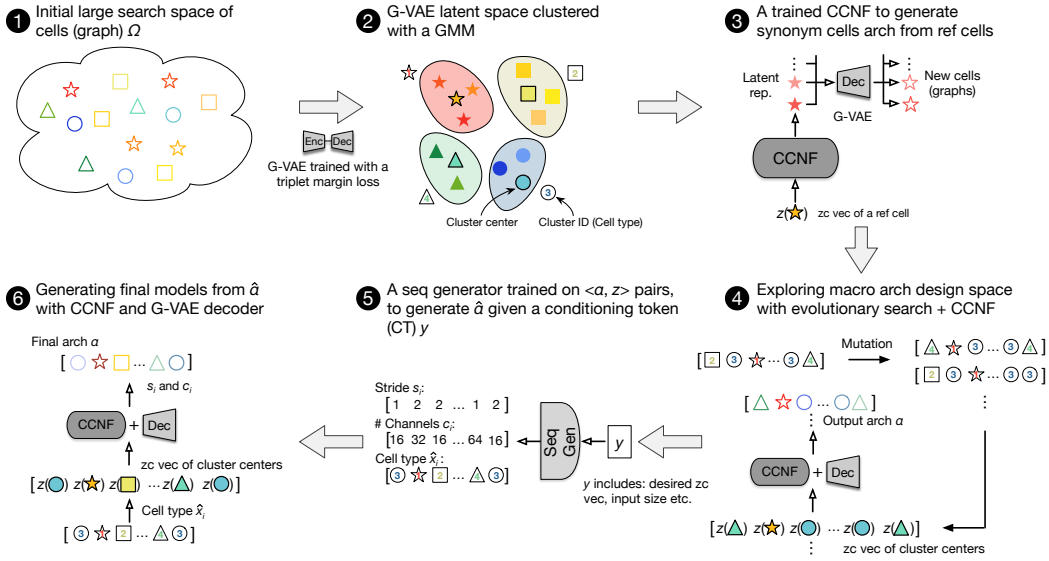 1 Initial large search space of
cells (graph) Ω
2 G-VAE latent space clustered
with a GMM
3 A trained CCNF to generate
synonym cells arch from ref cells
Enc Dec
G-VAE trained with a
triplet margin loss
1
2
4
3
Cluster center
Cluster ID (Cell type)
Latent
rep.
Dec
G-VAE
New cells
(graphs)
CCNF
z( )
zc vec of a ref cell
6 Generating final models from α̂
with CCNF and G-VAE decoder
Final arch α
[ ... ]
s_i and c_i
CCNF + Dec
zc vec of cluster centers
[z( ) z( ) z( ) ... z( ) z( )]
Cell type x̂_i
[ 3 1 2 ... 4 3 ]
5 A seq generator trained on <α, z> pairs,
to generate α̂ given a conditioning token
(CT) y
Stride s_i:
[ 1 2 2 ... 1 2 ]
# Channels c_i:
[16 32 16 ... 64 16]
Cell type x̂_i :
[ 3 1 2 ... 4 3 ]
Seq
Gen
y
y includes: desired zc
vec, input size etc.
4 Exploring macro arch design space
with evolutionary search + CCNF
[ 2 3 1 ... 3 4 ]
Mutation
[ 4 1 3 ... 3 4 ]
[ 2 3 1 ... 3 3 ]
[ ... ]
Output arch α
CCNF + Dec
[z( ) z( ) z( ) ... z( ) z( )]
zc vec of cluster centers